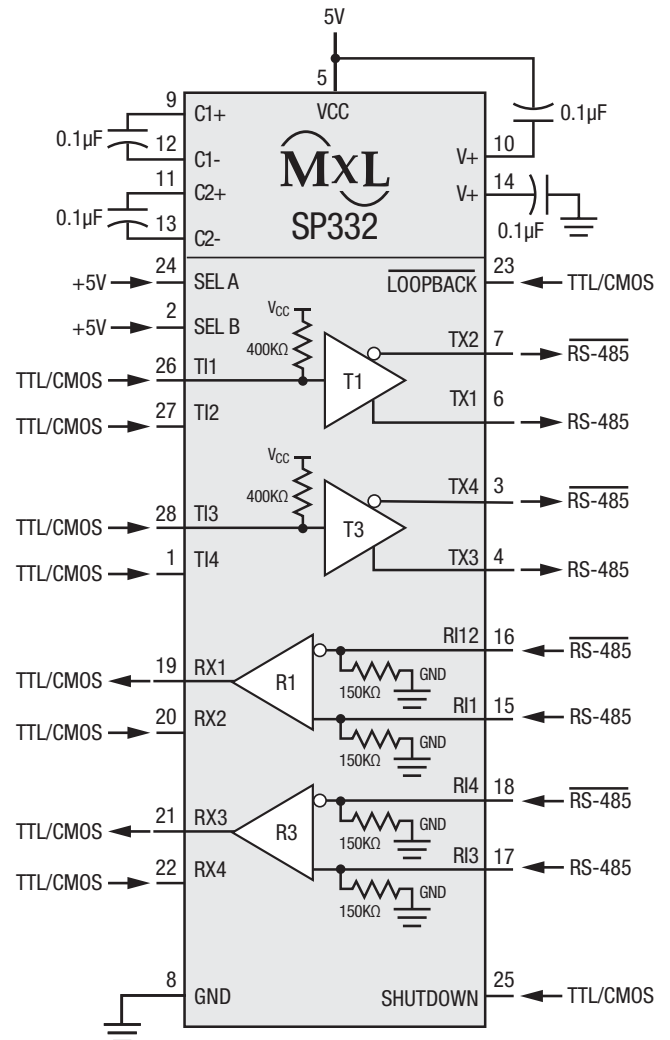 5V
5
9
C1+
VCC
0.1µF
0.1µF
12
C1-
MXL
V+
10
11
C2+
V+
14
0.1µF
SP332
0.1µF
13
C2-
24
23
+5V
SEL A
LOOPBACK
TTL/CMOS
2
+5V
SEL B
VCC
TX2
7
RS-485
400KΩ
26
TTL/CMOS
TI1
T1
TX1
6
RS-485
27
TTL/CMOS
TI2
VCC
TX4
3
RS-485
400KΩ
28
TTL/CMOS
TI3
T3
TX3
4
RS-485
1
TTL/CMOS
TI4
RI12
16
RS-485
GND
150KΩ
19
TTL/CMOS
RX1
R1
RI1
15
RS-485
20
TTL/CMOS
RX2
GND
150KΩ
RI4
18
RS-485
21
TTL/CMOS
RX3
R3
GND
150KΩ
RI3
17
RS-485
22
TTL/CMOS
RX4
GND
150KΩ
8
GND
SHUTDOWN
25
TTL/CMOS